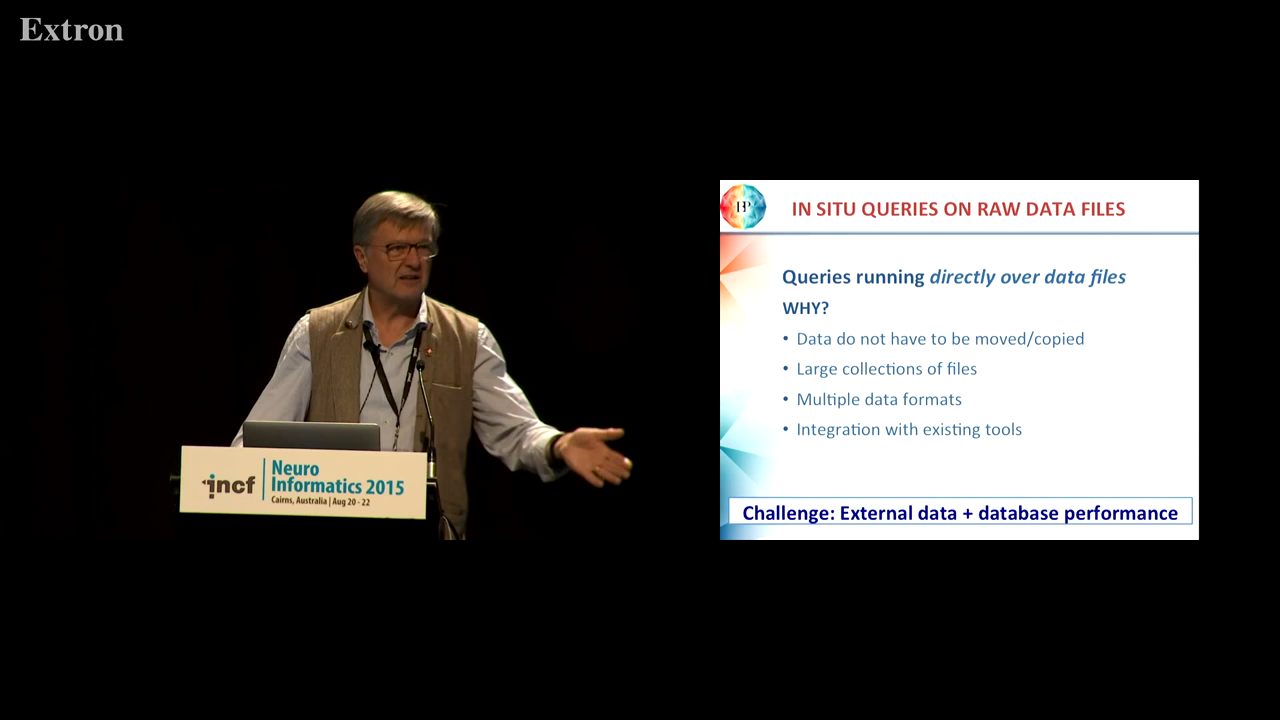 Extron
incf
Neuro
Informatics 2015
Cairns, Australia | Aug 20 - 22
HBP
IN SITU QUERIES ON RAW DATA FILES
Queries running directly over data files
WHY?
• Data do not have to be moved/copied
• Large collections of files
• Multiple data formats
• Integration with existing tools
Challenge: External data + database performance